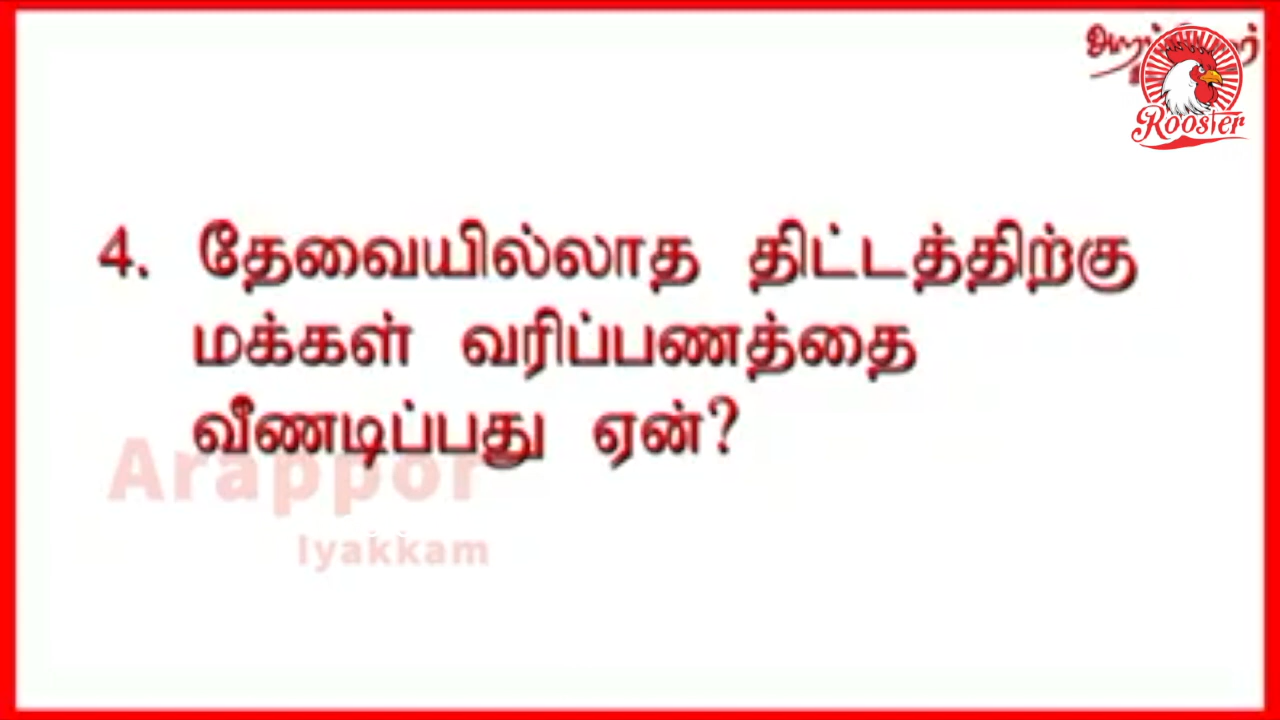 Rooster
4. தேவையில்லாத திட்டத்திற்கு
மக்கள் வரிப்பணத்தை
வீணடிப்பது ஏன்?
Arappor
Iyakkam